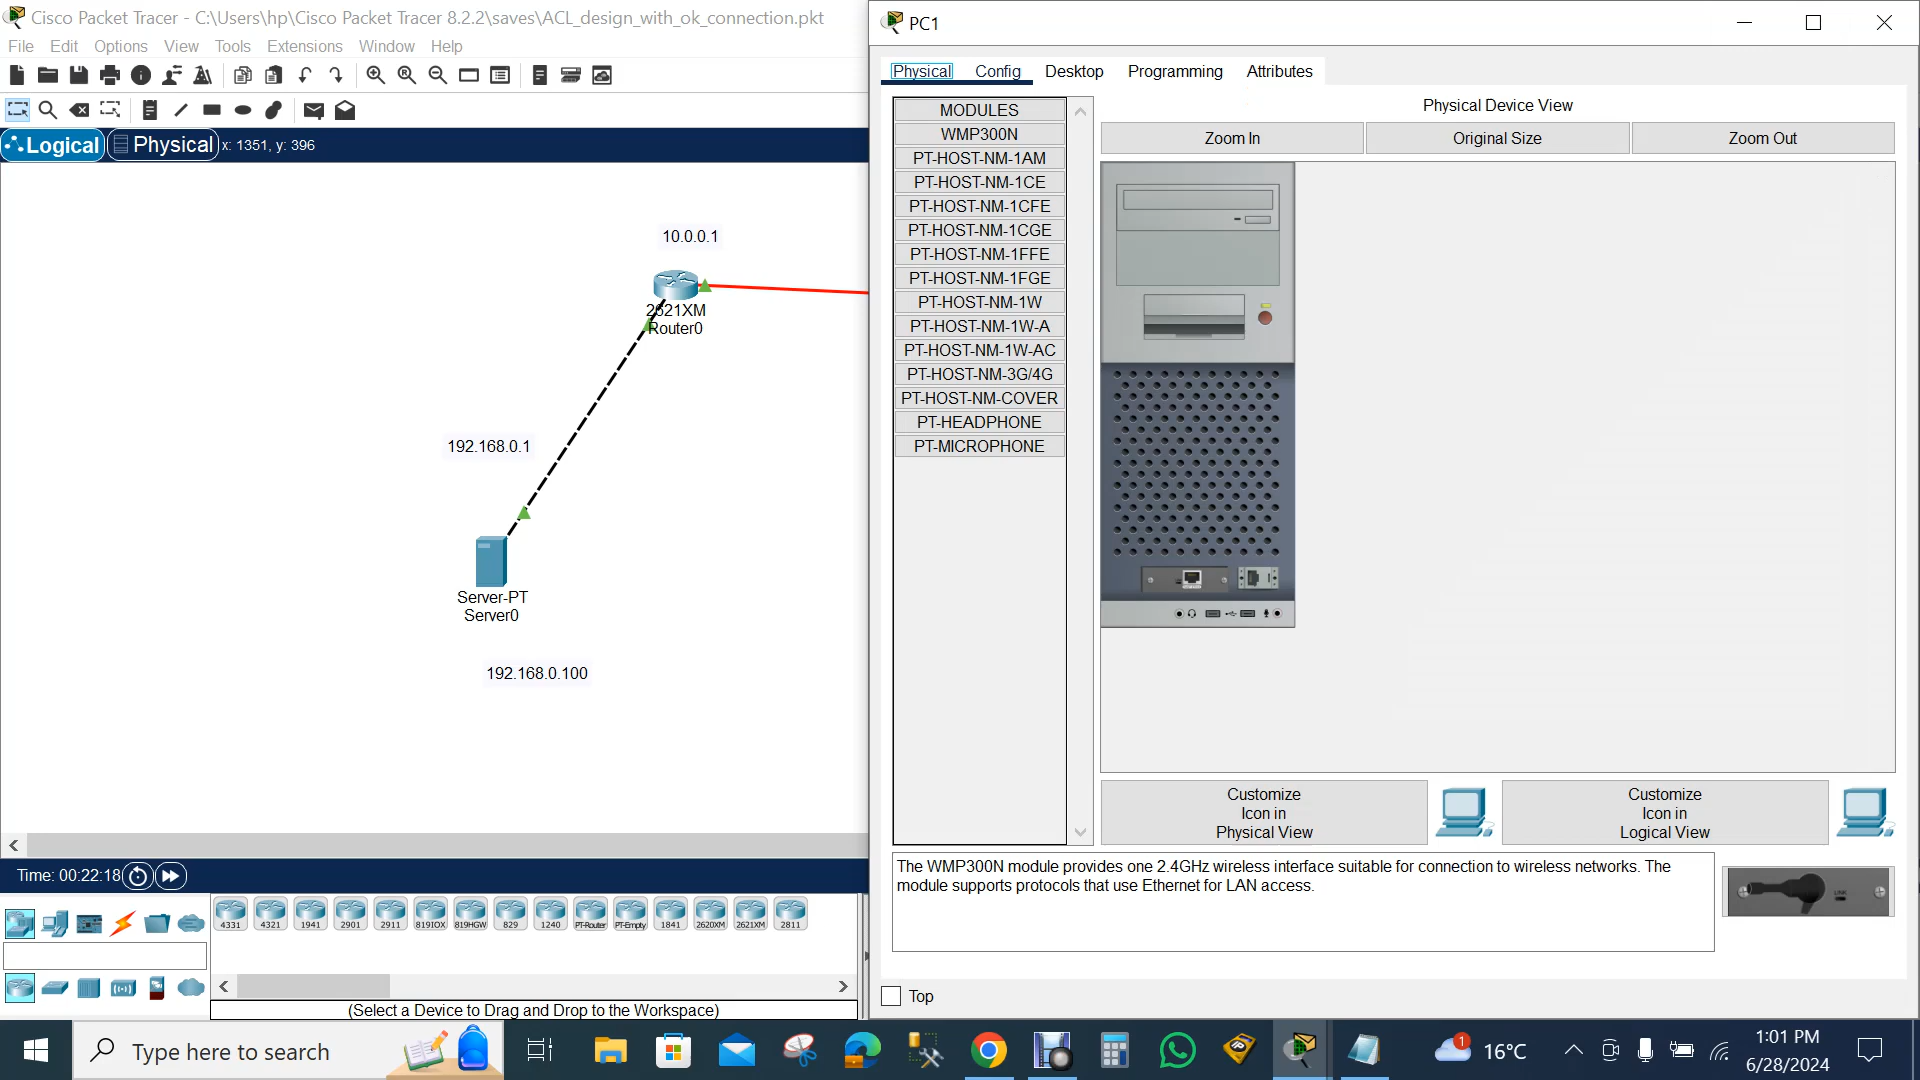 Cisco Packet Tracer - C:\Users\hp\Cisco Packet Tracer 8.2.2\saves\ACL_design_with_ok_connection.pkt
File Edit Options View Tools Extensions Window Help
Logical Physical x: 1351, y: 396
10.0.0.1
2621XM
Router0
192.168.0.1
Server-PT
Server0
192.168.0.100
Time: 00:22:18
4331 4321 1941 2901 2911 819IOX 819HGW 829 1240 PT-Router PT-Empty 1841 2620XM 2621XM 2811
(Select a Device to Drag and Drop to the Workspace)
PC1
Physical Config Desktop Programming Attributes
MODULES
WMP300N
PT-HOST-NM-1AM
PT-HOST-NM-1CE
PT-HOST-NM-1CFE
PT-HOST-NM-1CGE
PT-HOST-NM-1FFE
PT-HOST-NM-1FGE
PT-HOST-NM-1W
PT-HOST-NM-1W-A
PT-HOST-NM-1W-AC
PT-HOST-NM-3G/4G
PT-HOST-NM-COVER
PT-HEADPHONE
PT-MICROPHONE
Physical Device View
Zoom In Original Size Zoom Out
Customize
Icon in
Physical View
Customize
Icon in
Logical View
The WMP300N module provides one 2.4GHz wireless interface suitable for connection to wireless networks. The
module supports protocols that use Ethernet for LAN access.
LINK
Top
Type here to search
1
16°C
1:01 PM
6/28/2024